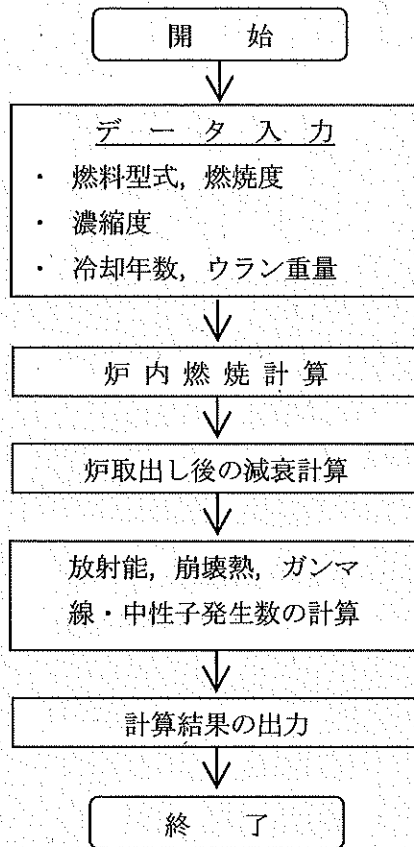 開始
データ入力
・ 燃料型式, 燃焼度
・ 濃縮度
・ 冷却年数, ウラン重量
炉内燃焼計算
炉取出し後の減衰計算
放射能, 崩壊熱, ガンマ
線・中性子発生数の計算
計算結果の出力
終了